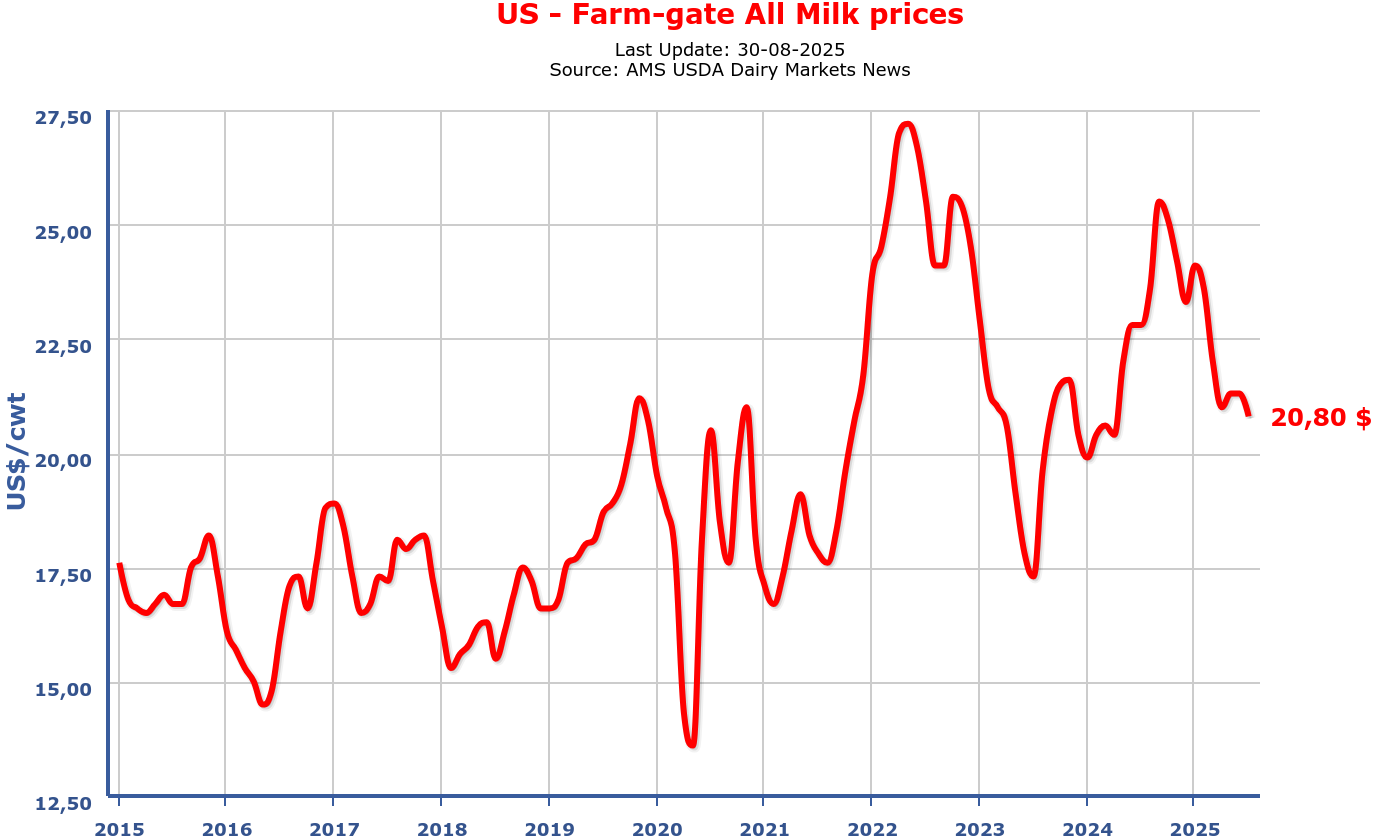 US – Farm-gate All Milk prices
Last Update: 30-08-2025
Source: AMS USDA Dairy Markets News
27,50
25,00
22,50
20,00
17,50
15,00
12,50
US$/cwt
20,80 $
2015 2016 2017 2018 2019 2020 2021 2022 2023 2024 2025